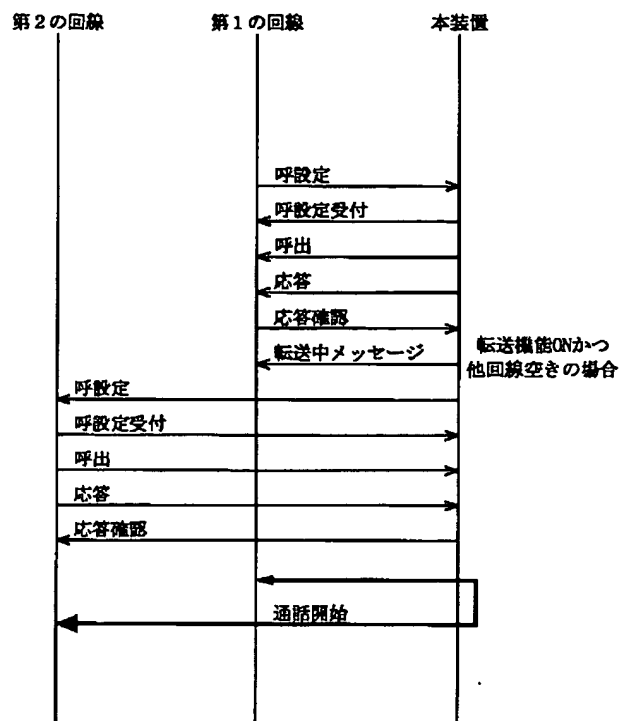 第2の回線
第1の回線
本装置
呼設定
呼設定受付
呼出
応答
応答確認
転送中メッセージ
転送機能ONかつ
他回線空きの場合
呼設定
呼設定受付
呼出
応答
応答確認
通話開始